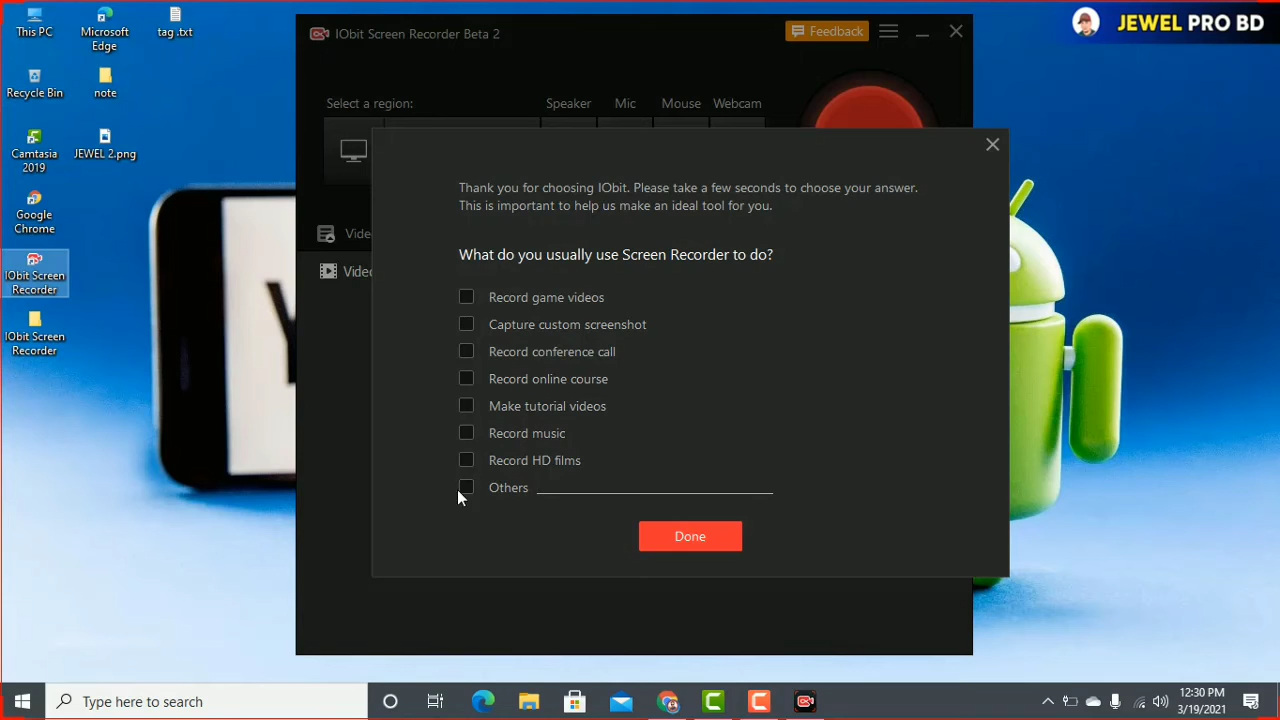 This PC
Microsoft
Edge
tag .txt
Recycle Bin
note
Camtasia
2019
JEWEL 2.png
Google
Chrome
IObit Screen
Recorder
IObit Screen
Recorder
JEWEL PRO BD
IObit Screen Recorder Beta 2
Feedback
Select a region:
Speaker
Mic
Mouse
Webcam
Thank you for choosing IObit. Please take a few seconds to choose your answer.
This is important to help us make an ideal tool for you.
What do you usually use Screen Recorder to do?
Record game videos
Capture custom screenshot
Record conference call
Record online course
Make tutorial videos
Record music
Record HD films
Others
Done
Type here to search
12:30 PM
3/19/2021